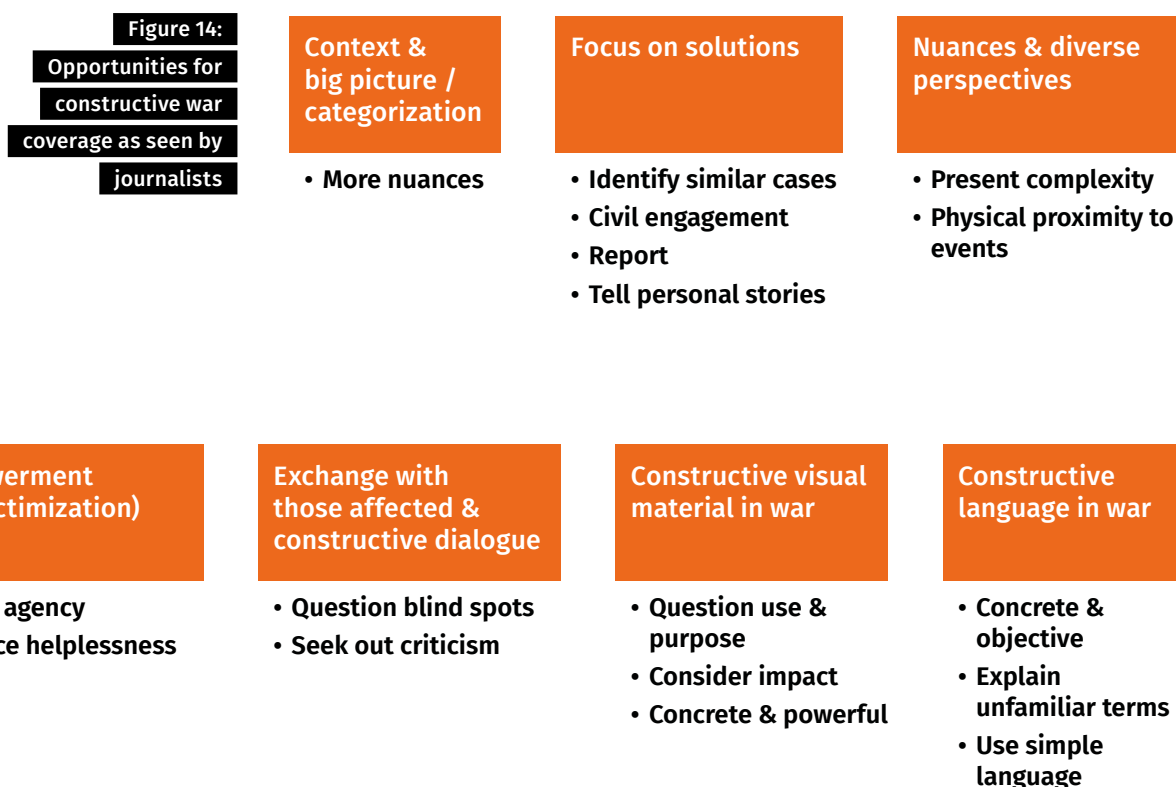 Figure 14:
Opportunities for
constructive war
coverage as seen by
journalists
Context &
big picture /
categorization
• More nuances
Focus on solutions
• Identify similar cases
• Civil engagement
• Report
• Tell personal stories
Nuances & diverse
perspectives
• Present complexity
• Physical proximity to
events
agency
helplessness
Exchange with
those affected &
constructive dialogue
• Question blind spots
• Seek out criticism
Constructive visual
material in war
• Question use &
purpose
• Consider impact
• Concrete & powerful
Constructive
language in war
• Concrete &
objective
• Explain
unfamiliar terms
• Use simple
language